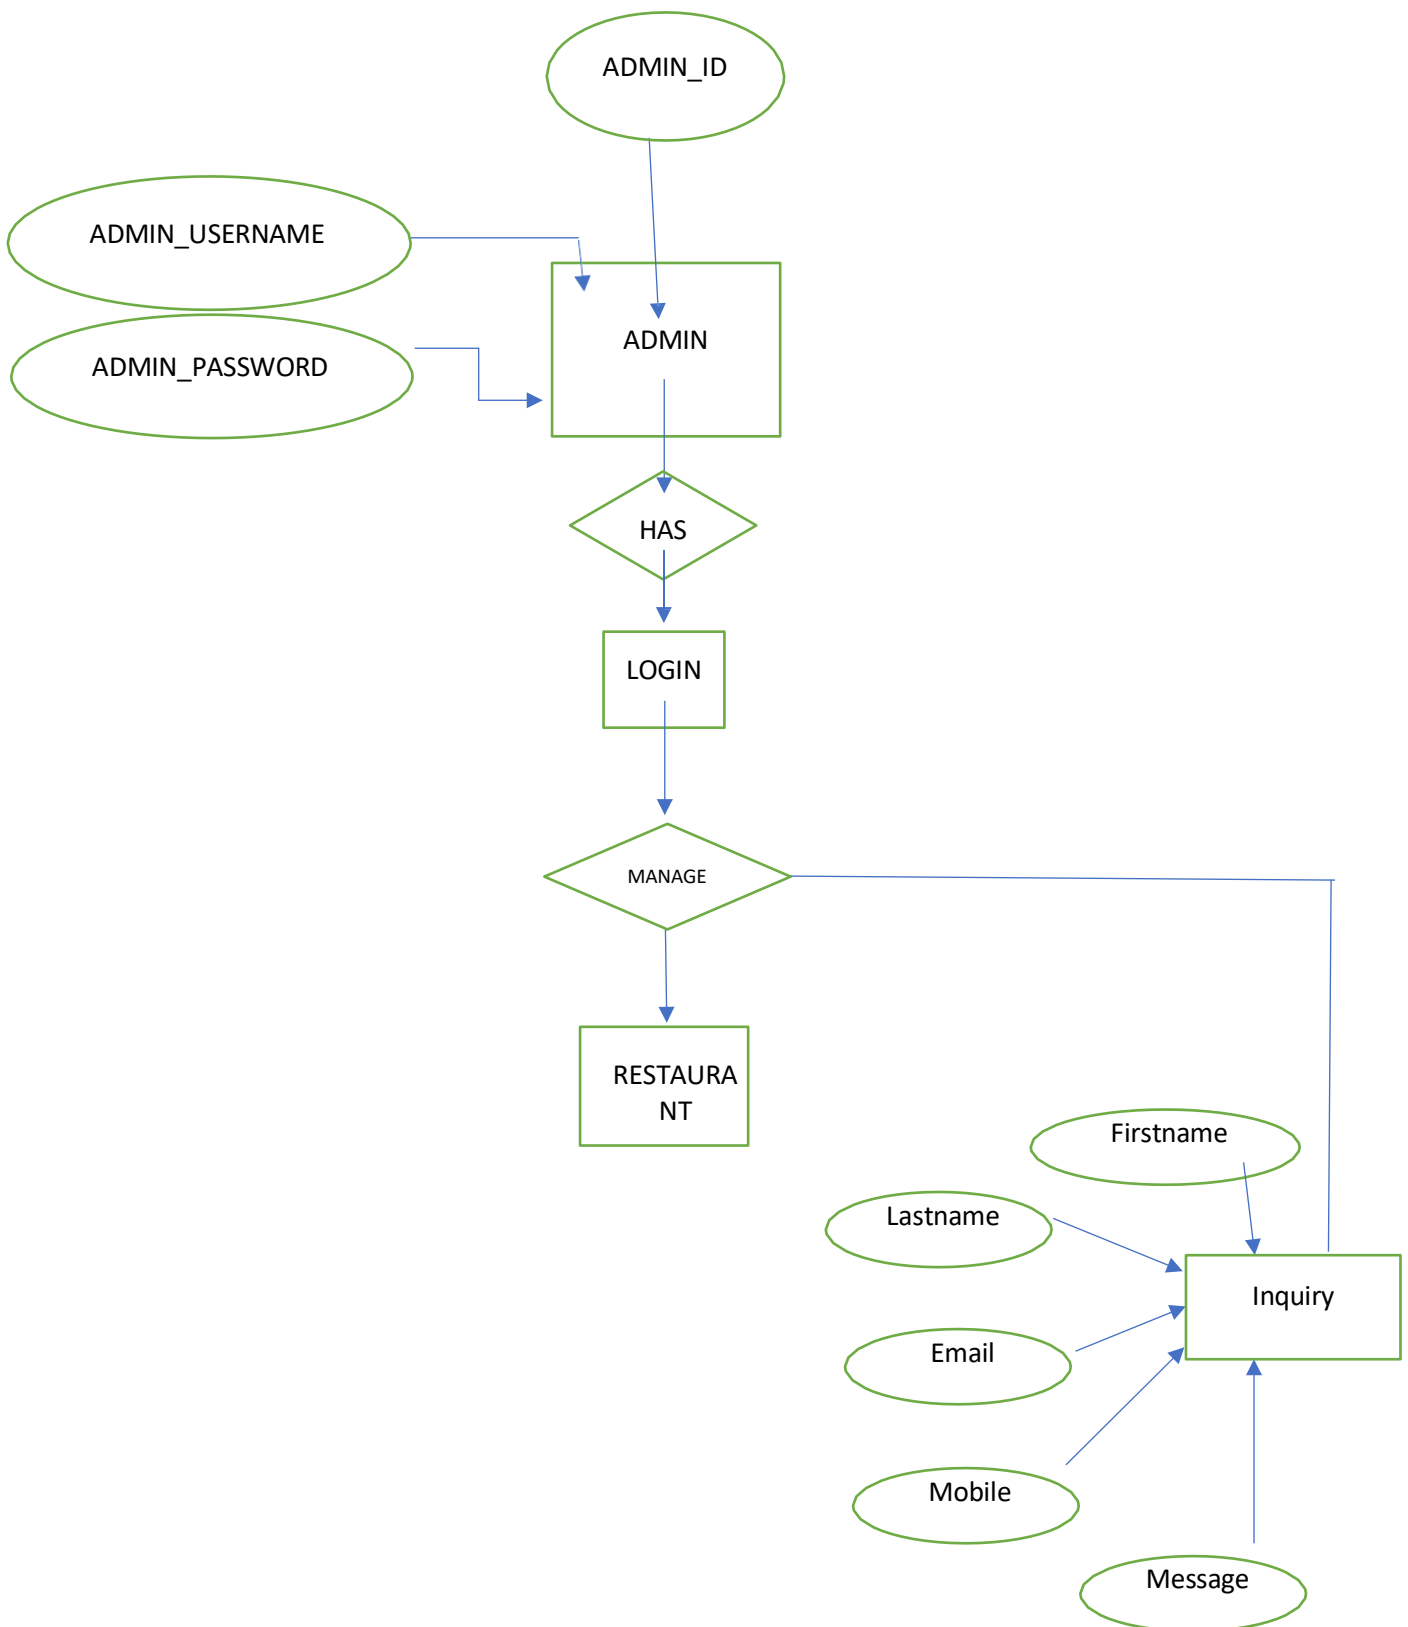 ADMIN_ID
ADMIN_USERNAME
ADMIN_PASSWORD
ADMIN
HAS
LOGIN
MANAGE
RESTAURA
NT
Firstname
Lastname
Inquiry
Email
Mobile
Message